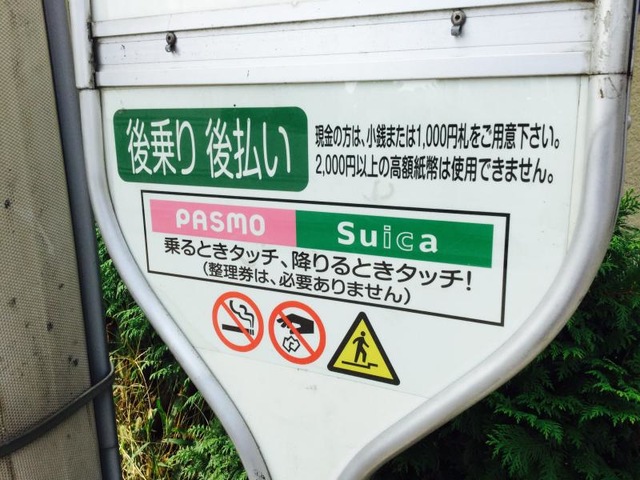 後乗り 後払い
現金の方は、小銭または1,000円札をご用意下さい。
2,000円以上の高額紙幣は使用できません。
PASMO Suica
乗るときタッチ、降りるときタッチ!
(整理券は、必要ありません)